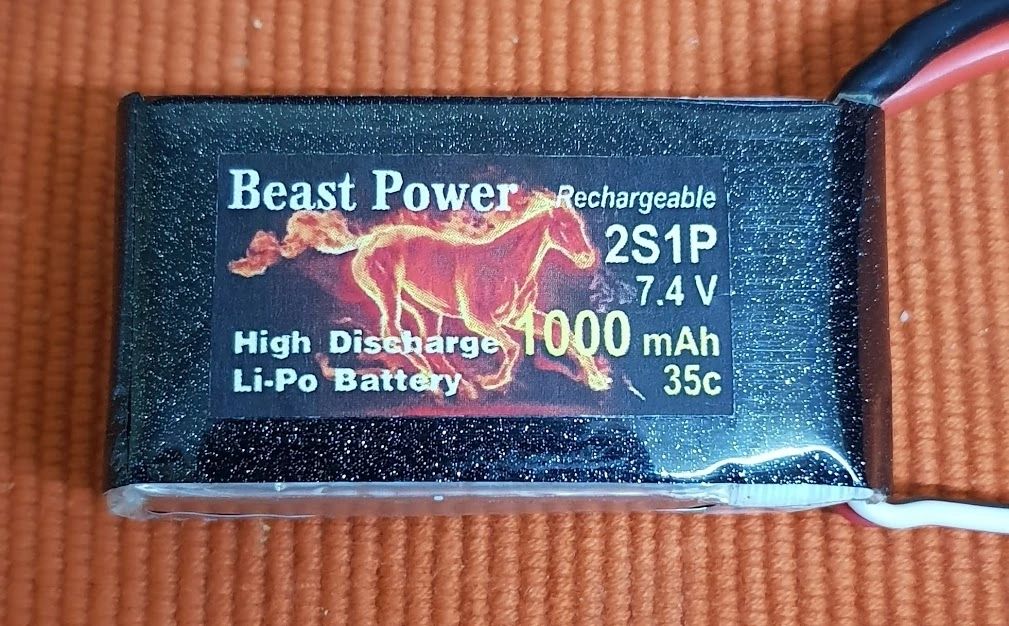 Beast Power
Rechargeable
2S1P
7.4 V
High Discharge 1000 mAh
Li-Po Battery 35c